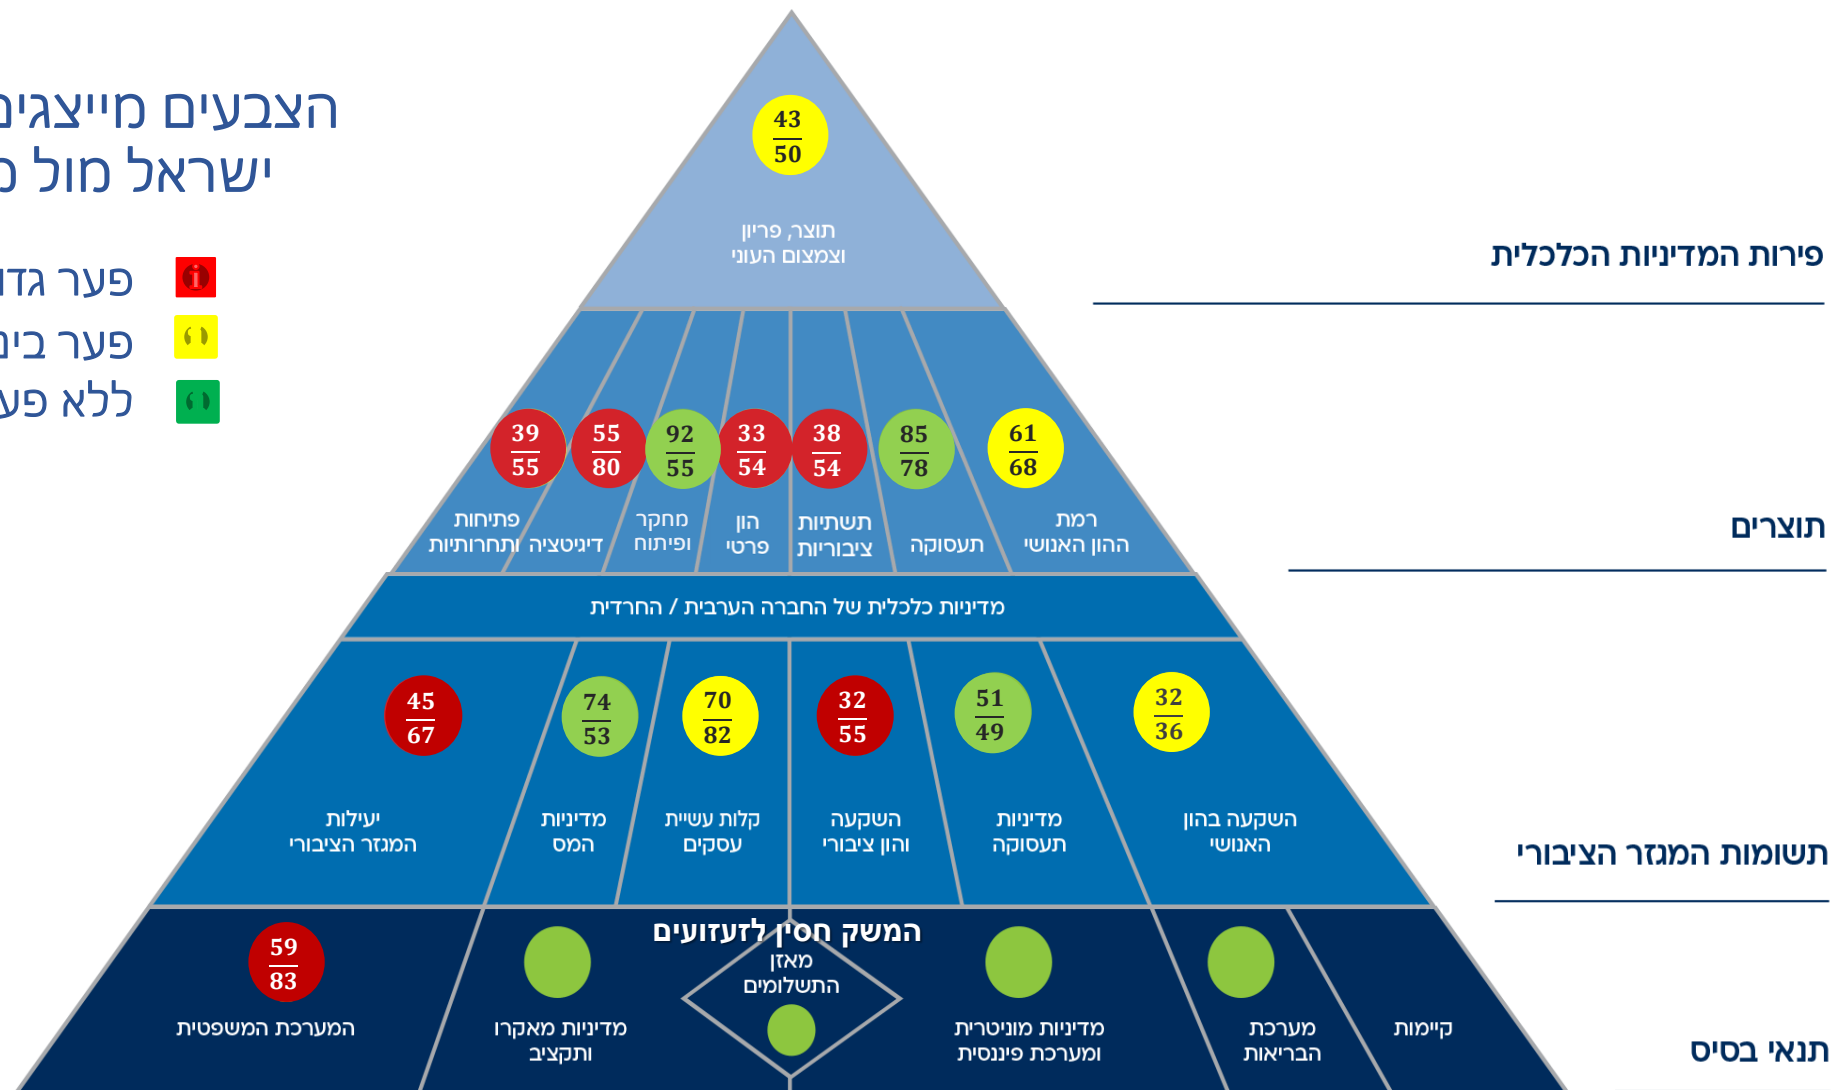 הצבעים מייצגים
ישראל מול
פער גדו
פער בינ
ללא פע
43
50
תוצר, פריון
וצמצום העוני
פירות המדיניות הכלכלית
61
68
85
78
38
54
33
54
92
55
55
80
39
55
רמת
ההון האנושי
תעסוקה
תשתיות
ציבוריות
הון
פרטי
מחקר
ופיתוח
דיגיטציה
פתיחות
ותחרותיות
תוצרים
מדיניות כלכלית של החברה הערבית / החרדית
32
36
51
49
32
55
70
82
74
53
45
67
השקעה בהון
האנושי
מדיניות
תעסוקה
השקעה
והון ציבורי
קלות עשיית
עסקים
מדיניות
המס
יעילות
המגזר הציבורי
תשומות המגזר הציבורי
המשק חסין לזעזועים
מאזן
התשלומים
59
83
קיימות
מערכת
הבריאות
מדיניות מוניטרית
ומערכת פיננסית
מדיניות מאקרו
ותקציב
המערכת המשפטית
תנאי בסיס